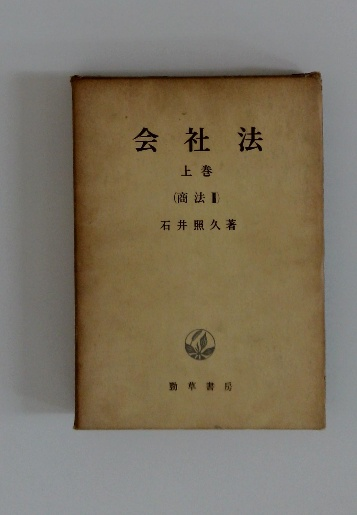 会社法
上巻
(商法Ⅱ)
石井照久著
勁草書房